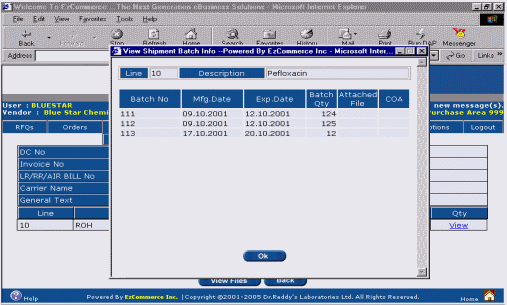 Welcome To EzCommerce ... The Next Generation eBusiness Solutions - Microsoft Internet Explorer
File Edit View Favorites Tools Help
Back Stop Refresh Home Search Favorites History Mail Print Run DAP Messenger
Address Go Links »
View Shipment Batch Info --Powered By EzCommerce Inc - Microsoft Inter...
Line 10 Description Pefloxacin
Batch No Mfg.Date Exp.Date Batch Qty Attached File COA
111 09.10.2001 12.10.2001 124
112 09.10.2001 12.10.2001 125
113 17.10.2001 20.10.2001 12
Ok
User : BLUESTAR
Vendor : Blue Star Chemi
new message(s).
Purchase Area 999
RFQs Orders ptions Logout
DC No
Invoice No
LR/RR/AIR BILL No
Carrier Name
General Text
Line Qty
10 ROH View
View Files Back
Help Powered By EzCommerce Inc. | Copyright ©2001-2005 Dr.Reddy's Laboratories Ltd. All Rights Reserved. Home